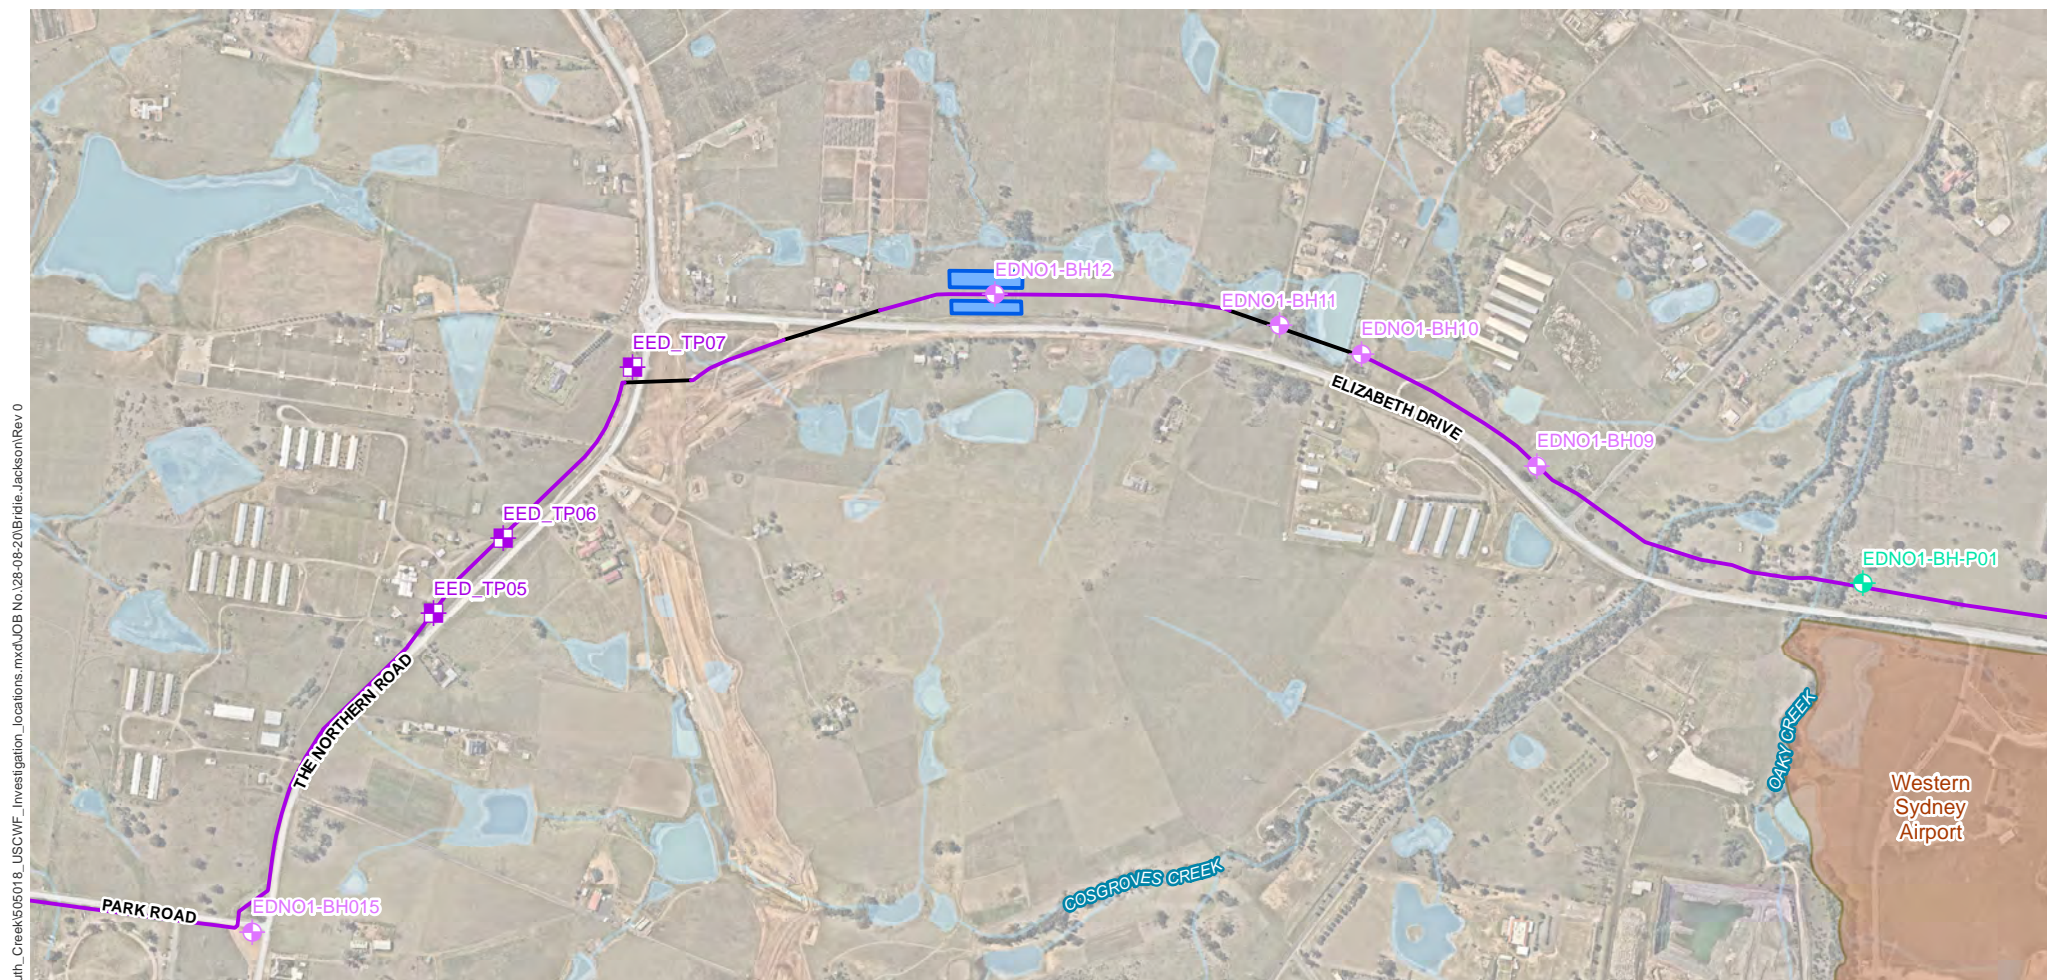 EDNO1-BH12
EDNO1-BH11
EDNO1-BH10
EED_TP07
ELIZABETH DRIVE
EDNO1-BH09
EED_TP06
EDNO1-BH-P01
EED_TP05
THE NORTHERN ROAD
OAKY CREEK
Western
Sydney
Airport
COSGROVES CREEK
PARK ROAD
EDNO1-BH015
uth_Creek\505018_USCWF_Investigation_locations.mxd\JOB No.\28-08-20\Bridie.Jackson\Rev 0